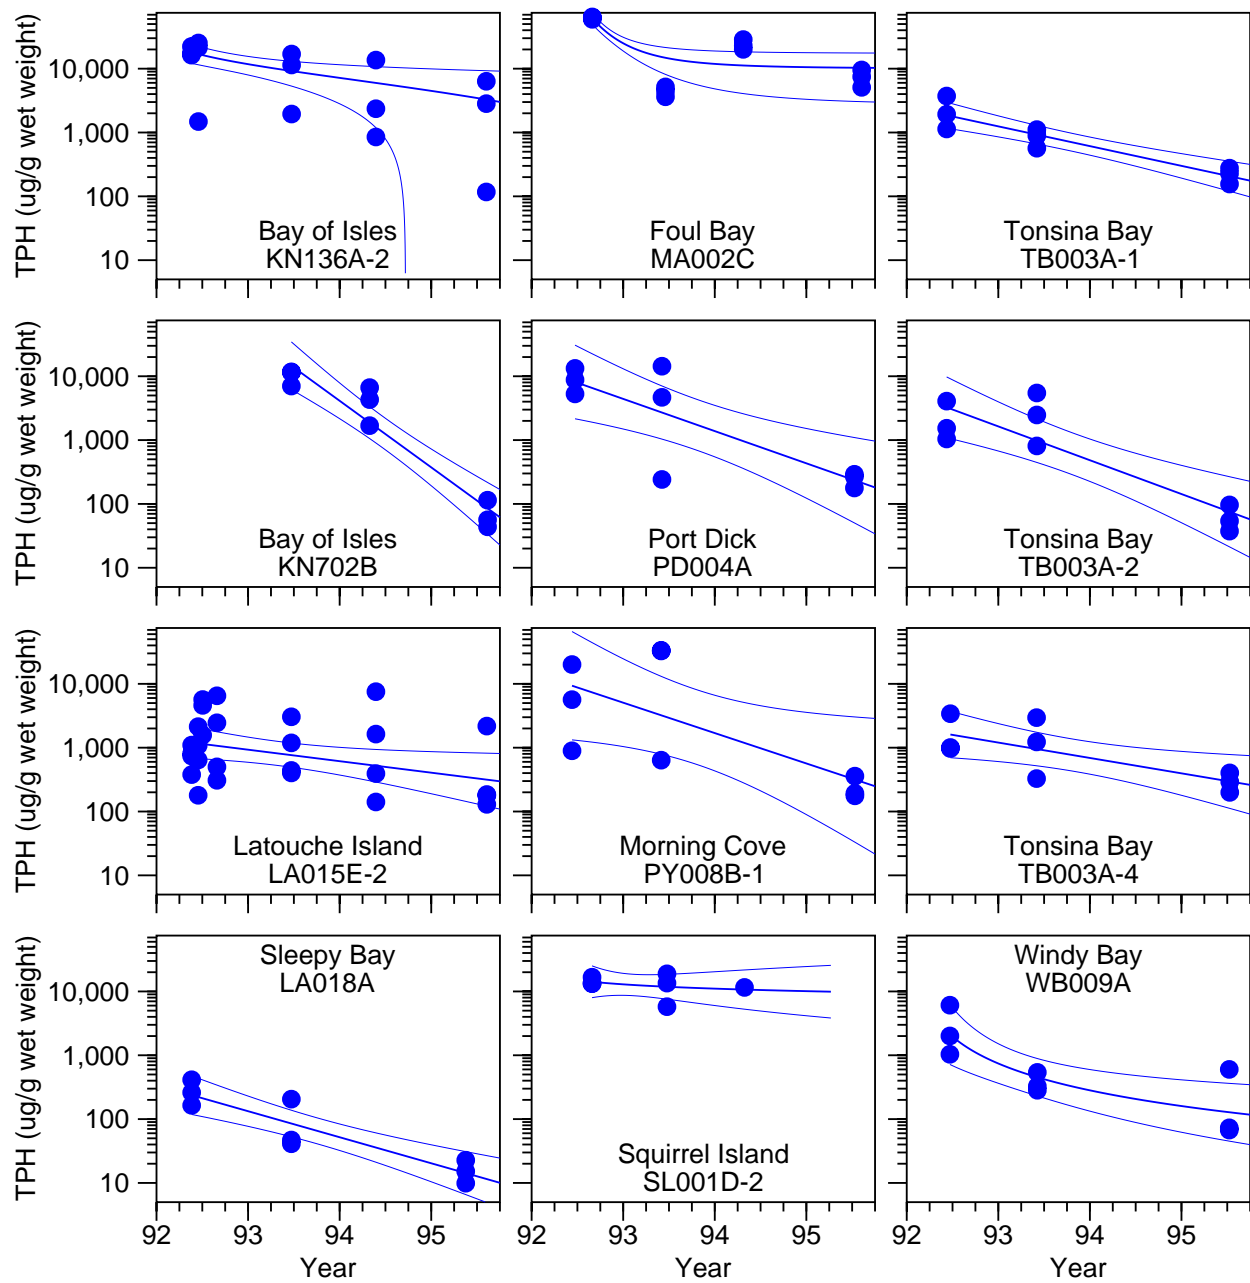 TPH (ug/g wet weight)
10,000
1,000
100
10
Bay of Isles
KN136A-2
Foul Bay
MA002C
Tonsina Bay
TB003A-1
TPH (ug/g wet weight)
10,000
1,000
100
10
Bay of Isles
KN702B
Port Dick
PD004A
Tonsina Bay
TB003A-2
TPH (ug/g wet weight)
10,000
1,000
100
10
Latouche Island
LA015E-2
Morning Cove
PY008B-1
Tonsina Bay
TB003A-4
TPH (ug/g wet weight)
10,000
1,000
100
10
Sleepy Bay
LA018A
Squirrel Island
SL001D-2
Windy Bay
WB009A
92 93 94 95
92 93 94 95
92 93 94 95
Year
Year
Year